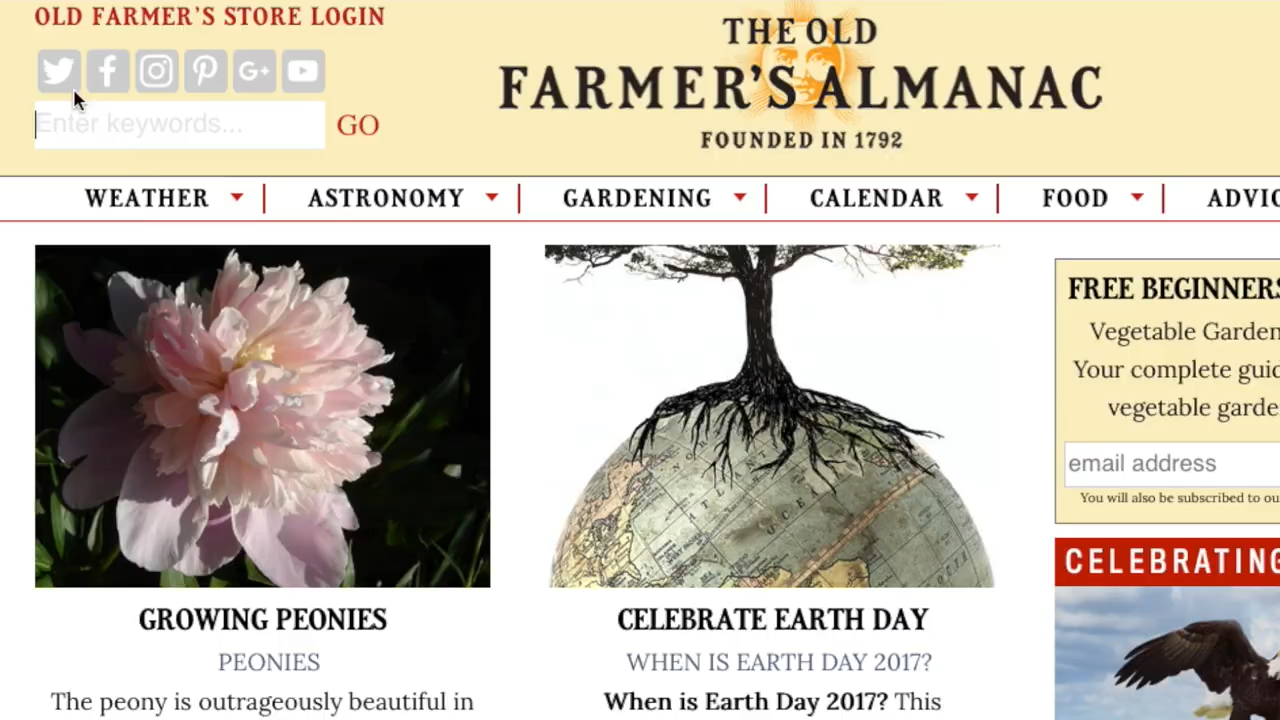 OLD FARMER'S STORE LOGIN
Enter keywords...
GO
THE OLD
FARMER'S ALMANAC
FOUNDED IN 1792
WEATHER
ASTRONOMY
GARDENING
CALENDAR
FOOD
ADVIC
GROWING PEONIES
PEONIES
The peony is outrageously beautiful in
CELEBRATE EARTH DAY
WHEN IS EARTH DAY 2017?
When is Earth Day 2017? This
FREE BEGINNERS
Vegetable Garden
Your complete guid
vegetable garde
email address
You will also be subscribed to ou
CELEBRATING